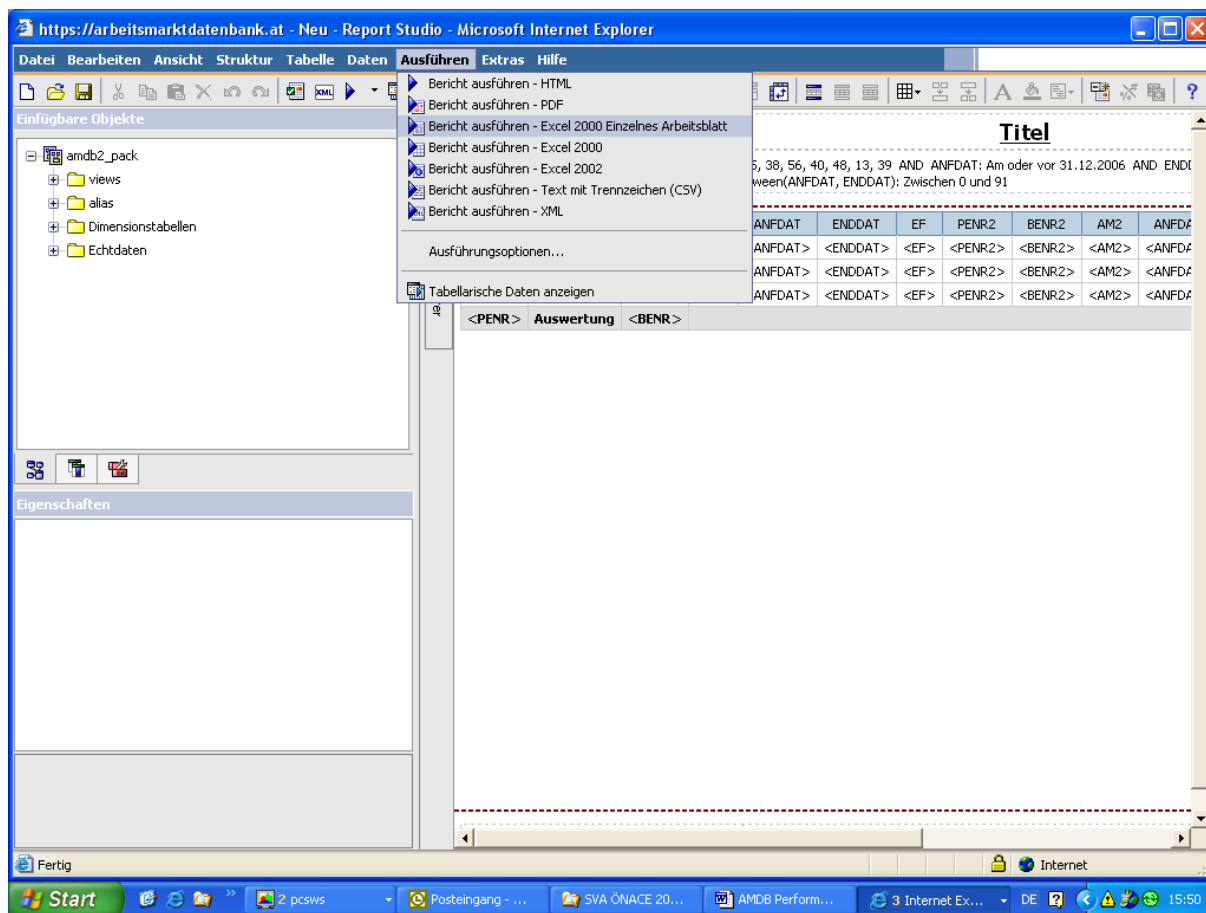 https://arbeitsmarktdatenbank.at - Neu - Report Studio - Microsoft Internet Explorer
Datei Bearbeiten Ansicht Struktur Tabelle Daten Ausführen Extras Hilfe
Einfügbare Objekte
amdb2_pack
views
alias
Dimensionstabellen
Echtdaten
Bericht ausführen - HTML
Bericht ausführen - PDF
Bericht ausführen - Excel 2000 Einzelnes Arbeitsblatt
Bericht ausführen - Excel 2000
Bericht ausführen - Excel 2002
Bericht ausführen - Text mit Trennzeichen (CSV)
Bericht ausführen - XML
Ausführungsoptionen...
Tabellarische Daten anzeigen
Titel
38, 56, 40, 48, 13, 39 AND ANFDAT: Am oder vor 31.12.2006 AND
ween(ANFDAT, ENDDAT): Zwischen 0 und 91
ANFDAT ENDDAT EF PENR2 BENR2 AM2 ANFDA
ANFDAT> <ENDDAT> <EF> <PENR2> <BENR2> <AM2> <ANFDA
ANFDAT> <ENDDAT> <EF> <PENR2> <BENR2> <AM2> <ANFDA
ANFDAT> <ENDDAT> <EF> <PENR2> <BENR2> <AM2> <ANFDA
<PENR> Auswertung <BENR>
er
Eigenschaften
Fertig
Internet
Start
2 pcsws
Posteingang - ...
SVA ÖNACE 20...
AMDB Perform...
3 Internet Ex...
DE
15:50